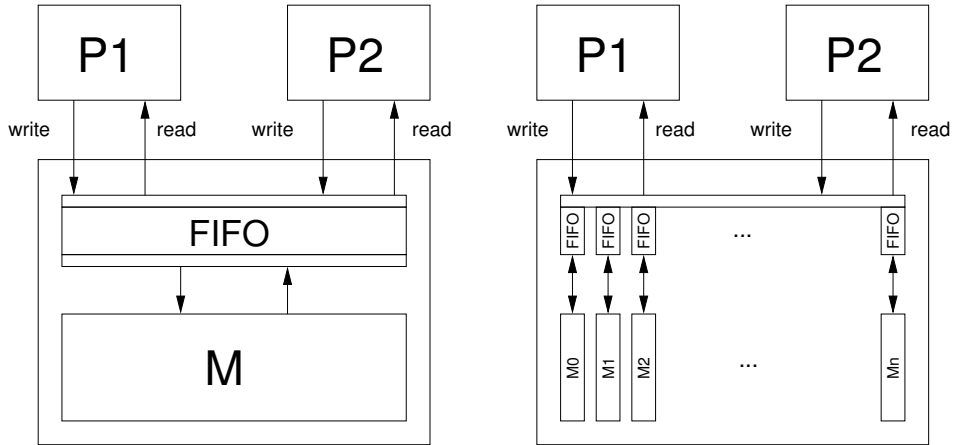 P1
P2
write
read
write
read
FIFO
M
P1
P2
write
read
write
read
FIFO
FIFO
FIFO
...
FIFO
M0
M1
M2
...
Mn